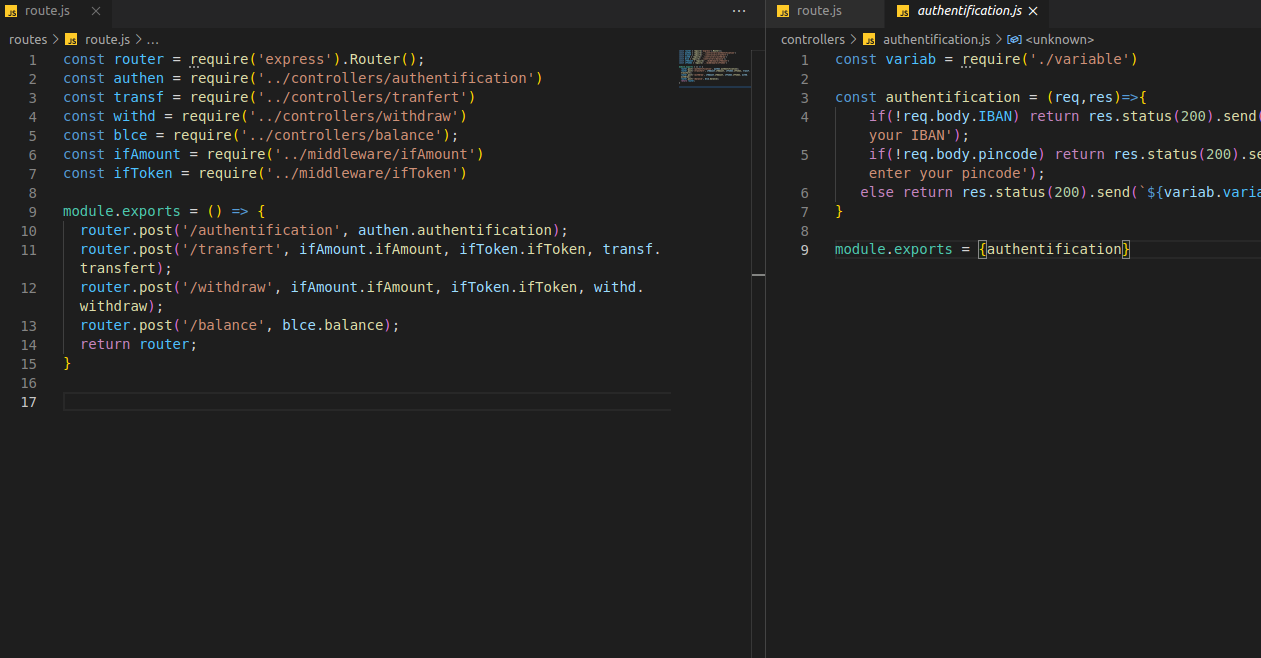 route.js
routes > route.js > ...
1 const router = require('express').Router();
2 const authen = require('../controllers/authentification')
3 const transf = require('../controllers/tranfert')
4 const withd = require('../controllers/withdraw')
5 const blce = require('../controllers/balance');
6 const ifAmount = require('../middleware/ifAmount')
7 const ifToken = require('../middleware/ifToken')
8
9 module.exports = () => {
10 router.post('/authentification', authen.authentification);
11 router.post('/transfert', ifAmount.ifAmount, ifToken.ifToken, transf.
transfert);
12 router.post('/withdraw', ifAmount.ifAmount, ifToken.ifToken, withd.
withdraw);
13 router.post('/balance', blce.balance);
14 return router;
15 }
16
17
route.js authentification.js
controllers > authentification.js > <unknown>
1 const variab = require('./variable')
2
3 const authentification = (req,res)=>{
4 if(!req.body.IBAN) return res.status(200).send(
your IBAN');
5 if(!req.body.pincode) return res.status(200).se
enter your pincode');
6 else return res.status(200).send(`${variab.varia
7 }
8
9 module.exports = {authentification}